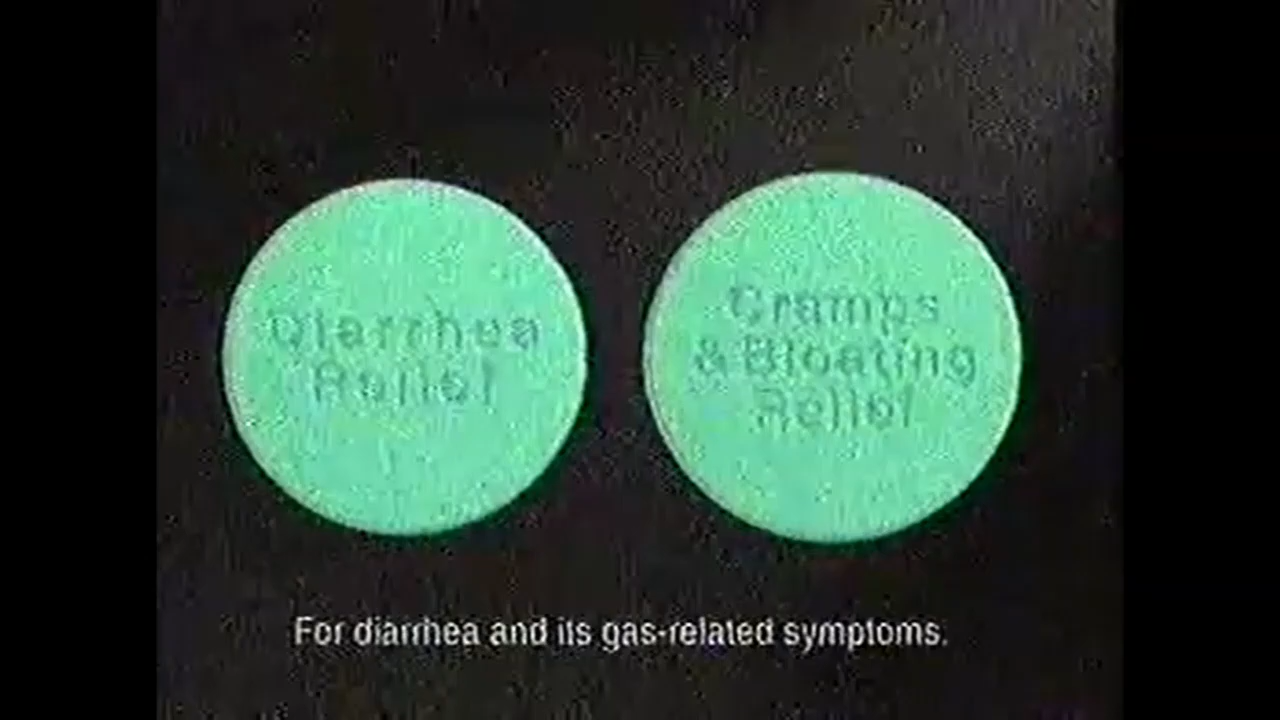 Diarrhea
Relief
Cramps
& Bloating
Relief
For diarrhea and its gas-related symptoms.